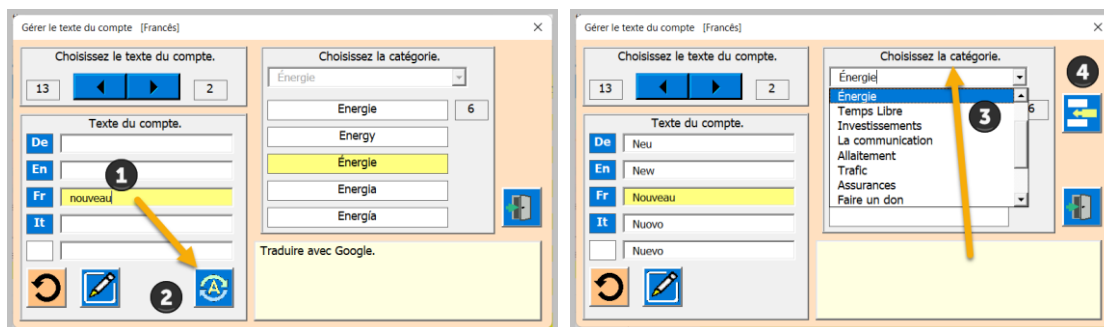 Gérer le texte du compte [Francês]
Choisissez le texte du compte.
13
2
Texte du compte.
De
En
Fr nouveau
It
1
2
Choisissez la catégorie.
Énergie
Energie 6
Energy
Énergie
Energia
Energía
Traduire avec Google.
Gérer le texte du compte [Francês]
Choisissez le texte du compte.
13
2
Texte du compte.
De Neu
En New
Fr Nouveau
It Nuovo
Nuevo
Choisissez la catégorie.
Énergie
Énergie
Temps Libre
Investissements
La communication
Allaitement
Trafic
Assurances
Faire un don
6
3
4